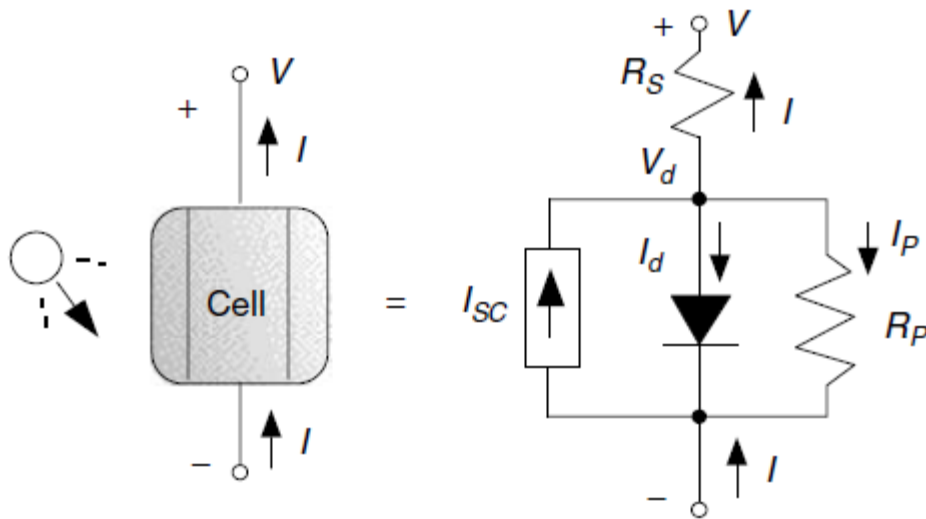 V
+
I
Cell
–
I
=
+
V
R_S
I
V_d
I_SC
I_d
I_P
R_P
–
I